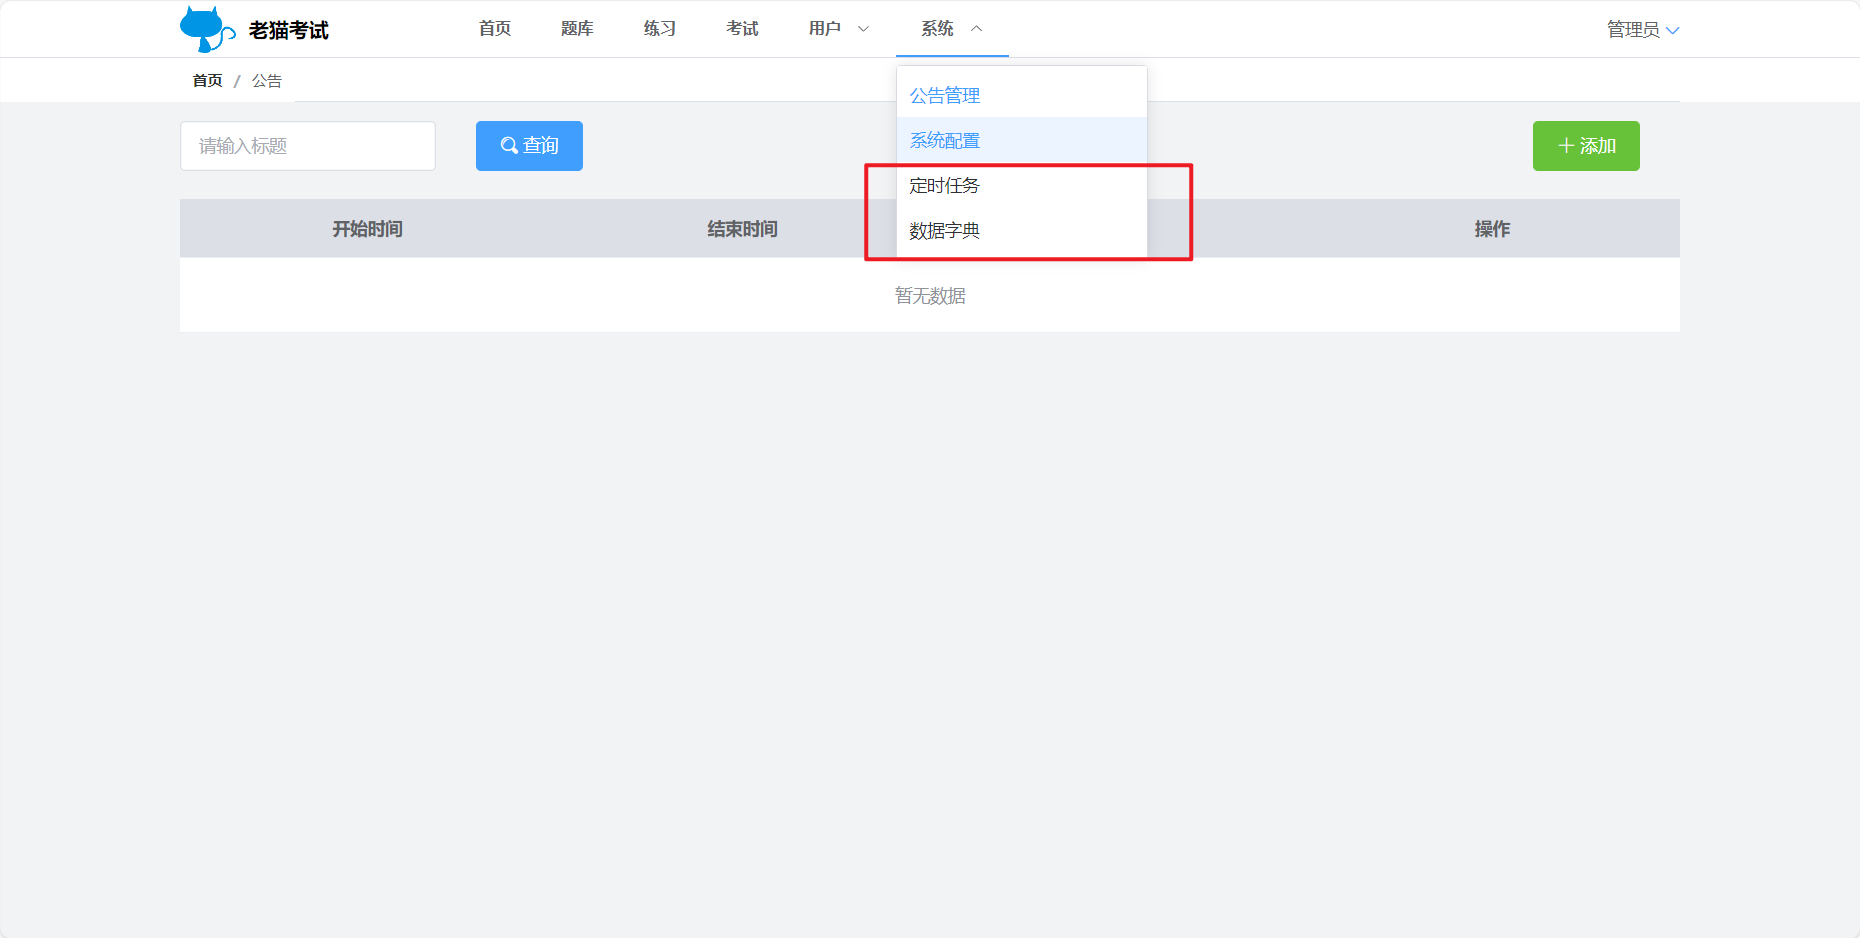 老猫考试
首页 题库 练习 考试 用户 系统
管理员
首页 / 公告
公告管理
系统配置
定时任务
数据字典
请输入标题
查询
添加
开始时间 结束时间 操作
暂无数据